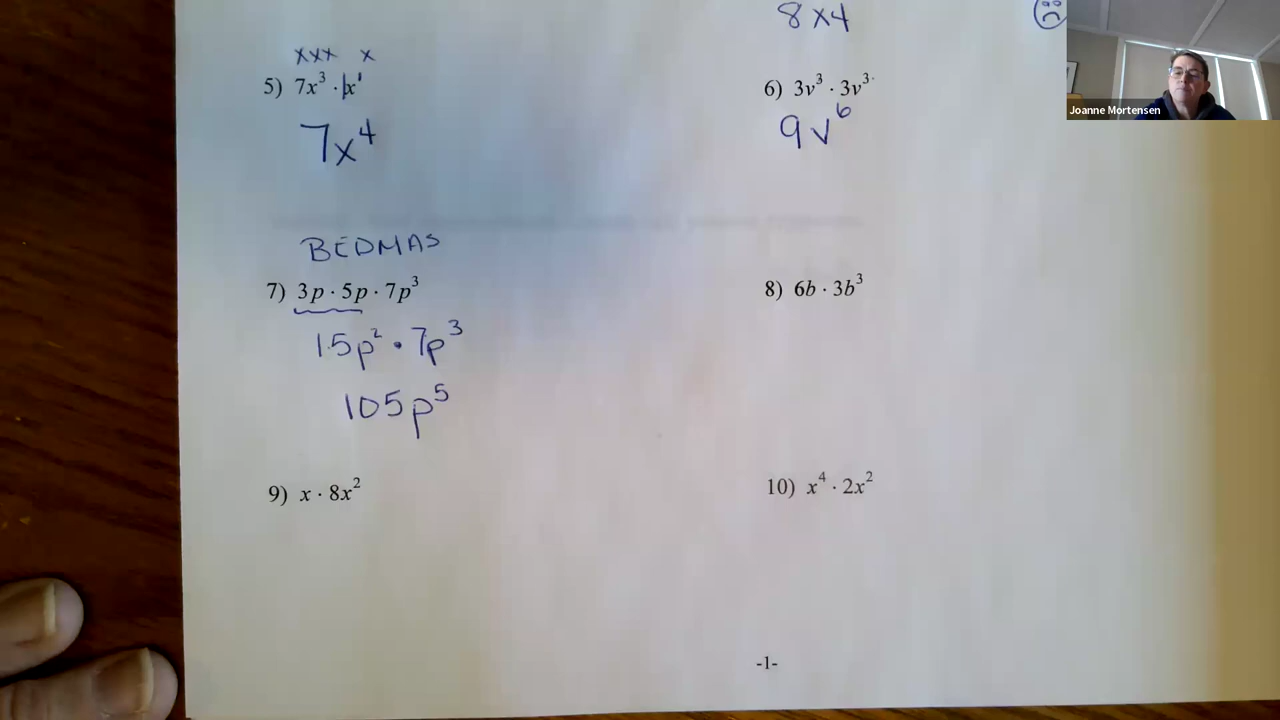 8x4
Joanne Mortensen
xxx x
5) 7x³ · 1x¹
7x⁴
6) 3v³ · 3v³
9v⁶
BEDMAS
7) 3p · 5p · 7p³
15p² · 7p³
105p⁵
8) 6b · 3b³
9) x · 8x²
10) x⁴ · 2x²
-1-